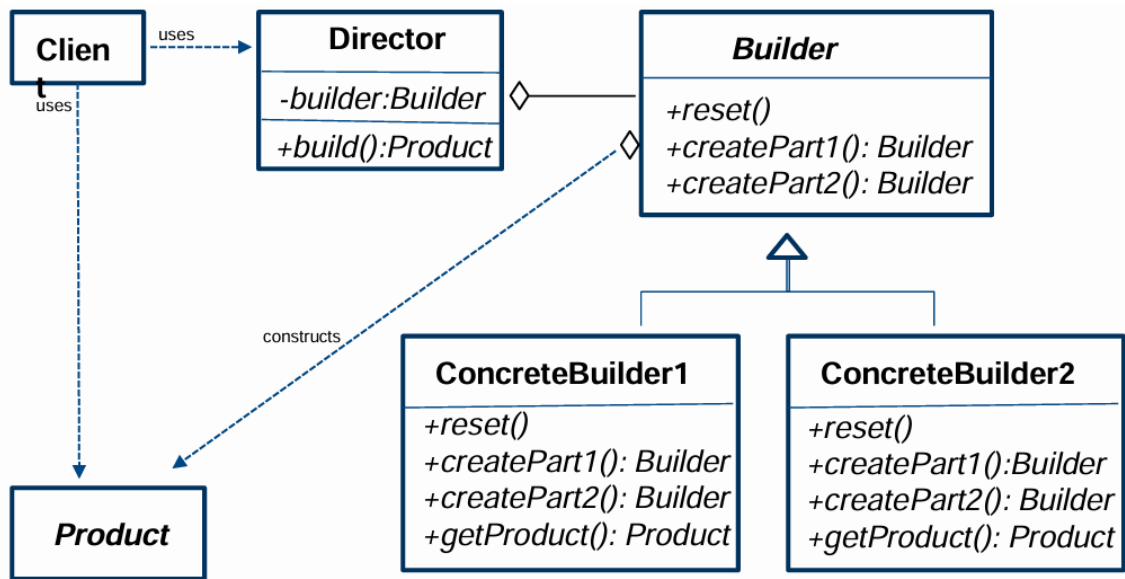 Clien
t
uses
uses
Director
-builder:Builder
+build():Product
Builder
+reset()
+createPart1(): Builder
+createPart2(): Builder
constructs
ConcreteBuilder1
+reset()
+createPart1(): Builder
+createPart2(): Builder
+getProduct(): Product
ConcreteBuilder2
+reset()
+createPart1():Builder
+createPart2(): Builder
+getProduct(): Product
Product